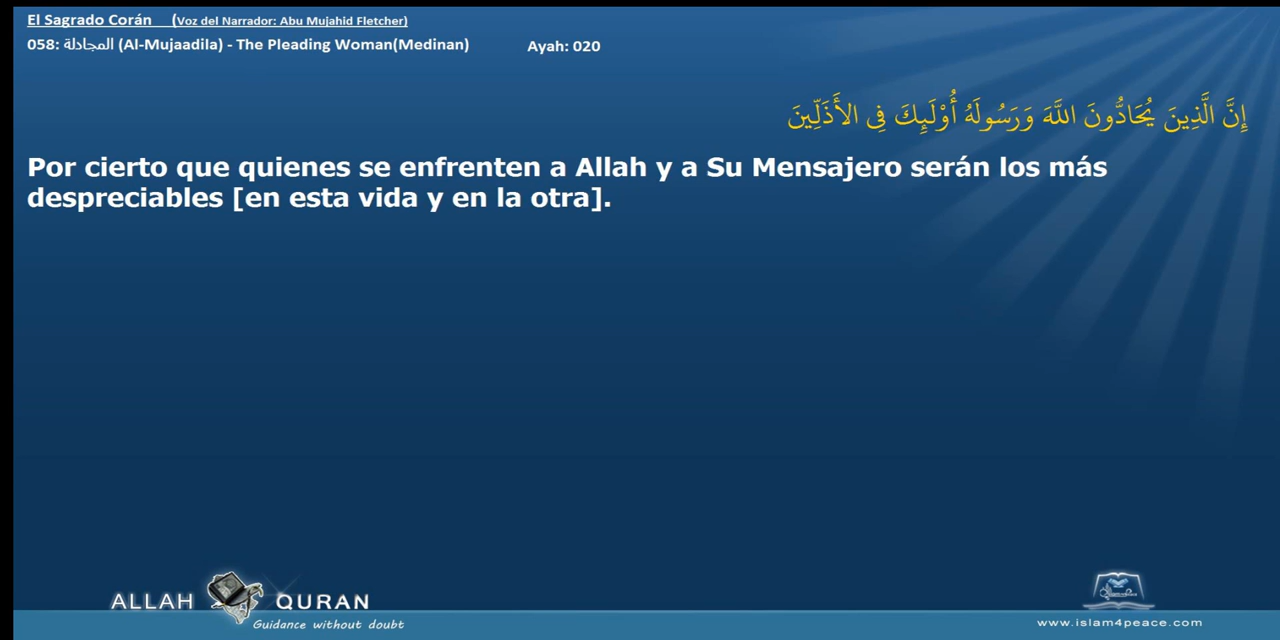 El Sagrado Corán (Voz del Narrador: Abu Mujahid Fletcher)
058: المجادلة (Al-Mujaadila) - The Pleading Woman(Medinan) Ayah: 020
إِنَّ الَّذِينَ يُحَادُّونَ اللَّهَ وَرَسُولَهُ أُوْلَـئِكَ فِى الأَذَلِّينَ
Por cierto que quienes se enfrenten a Allah y a Su Mensajero serán los más
despreciables [en esta vida y en la otra].
ALLAH QURAN
Guidance without doubt
www.islam4peace.com